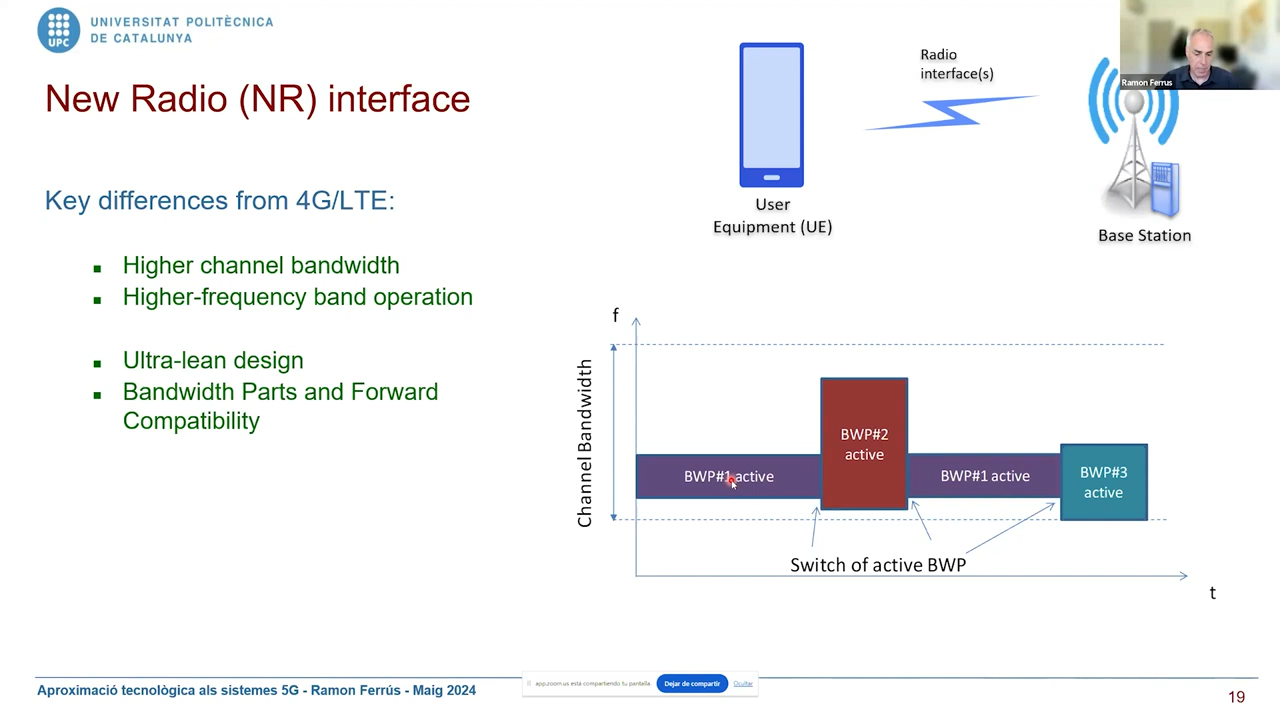 UNIVERSITAT POLITÈCNICA
DE CATALUNYA
UPC
New Radio (NR) interface
Key differences from 4G/LTE:
Higher channel bandwidth
Higher-frequency band operation
Ultra-lean design
Bandwidth Parts and Forward
Compatibility
User
Equipment (UE)
Radio
interface(s)
Base Station
Ramon Ferrus
f
Channel Bandwidth
BWP#1 active
BWP#2
active
BWP#1 active
BWP#3
active
Switch of active BWP
t
Aproximació tecnològica als sistemes 5G - Ramon Ferrús - Maig 2024
app.zoom.us está compartiendo tu pantalla.
Dejar de compartir
Ocultar
19